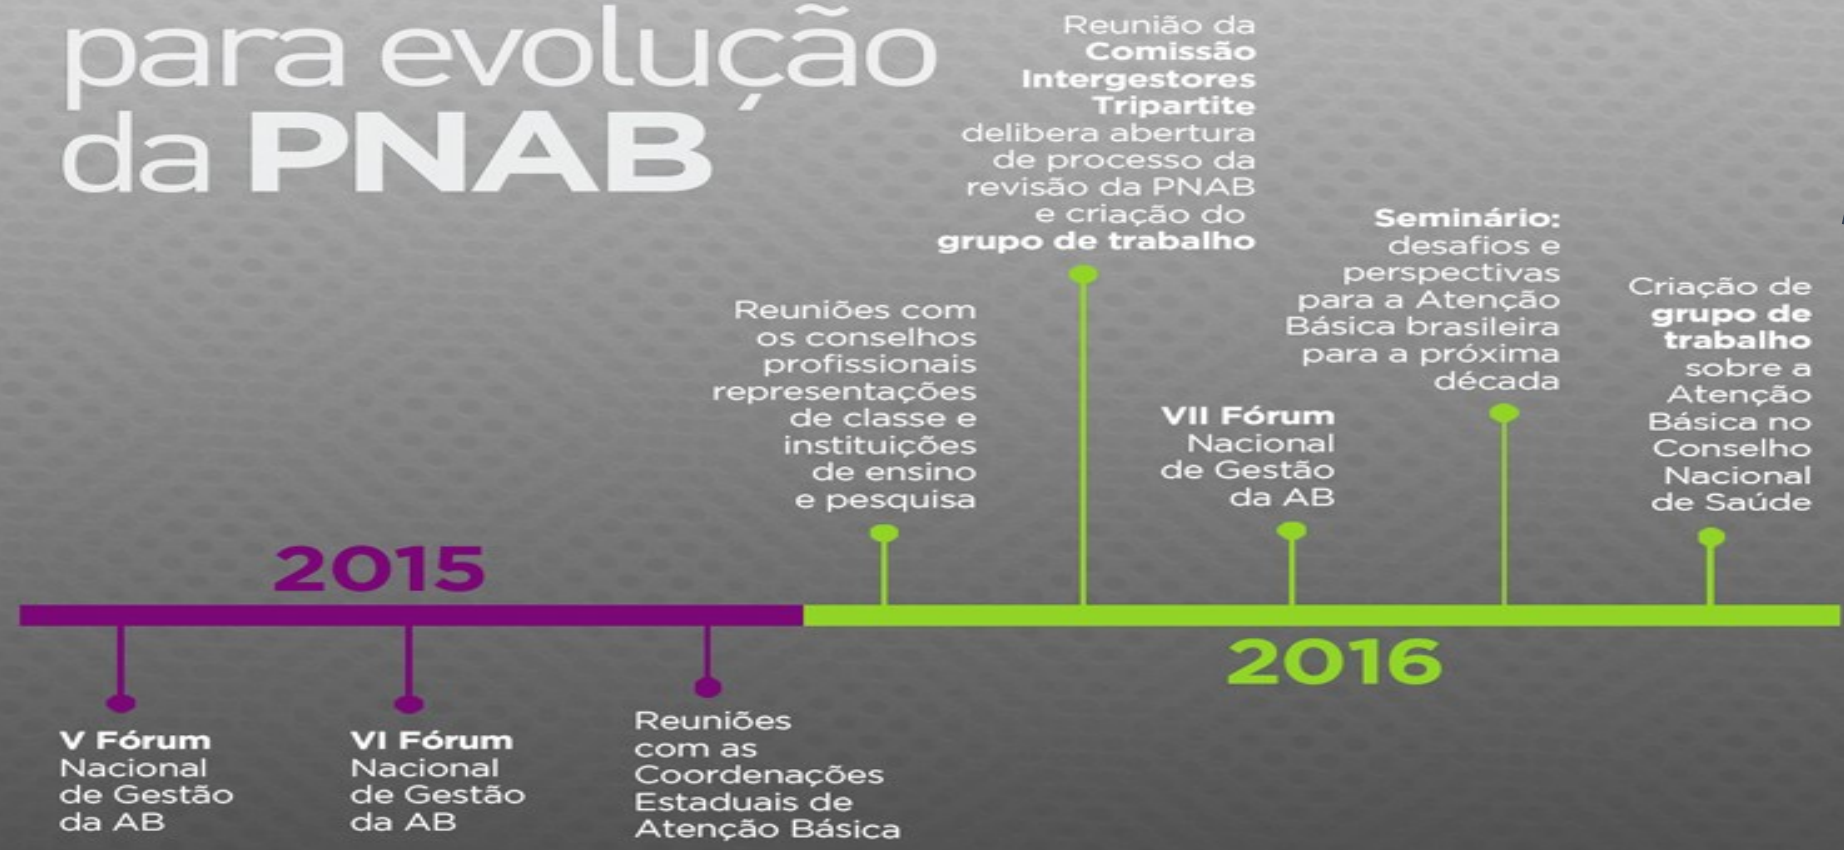 para evolução
da PNAB
Reunião da
Comissão
Intergestores
Tripartite
delibera abertura
de processo da
revisão da PNAB
e criação do
grupo de trabalho
Seminário:
desafios e
perspectivas
para a Atenção
Básica brasileira
para a próxima
década
Criação de
grupo de
trabalho
sobre a
Atenção
Básica no
Conselho
Nacional
de Saúde
Reuniões com
os conselhos
profissionais
representações
de classe e
instituições
de ensino
e pesquisa
VII Fórum
Nacional
de Gestão
da AB
2015
2016
V Fórum
Nacional
de Gestão
da AB
VI Fórum
Nacional
de Gestão
da AB
Reuniões
com as
Coordenações
Estaduais de
Atenção Básica